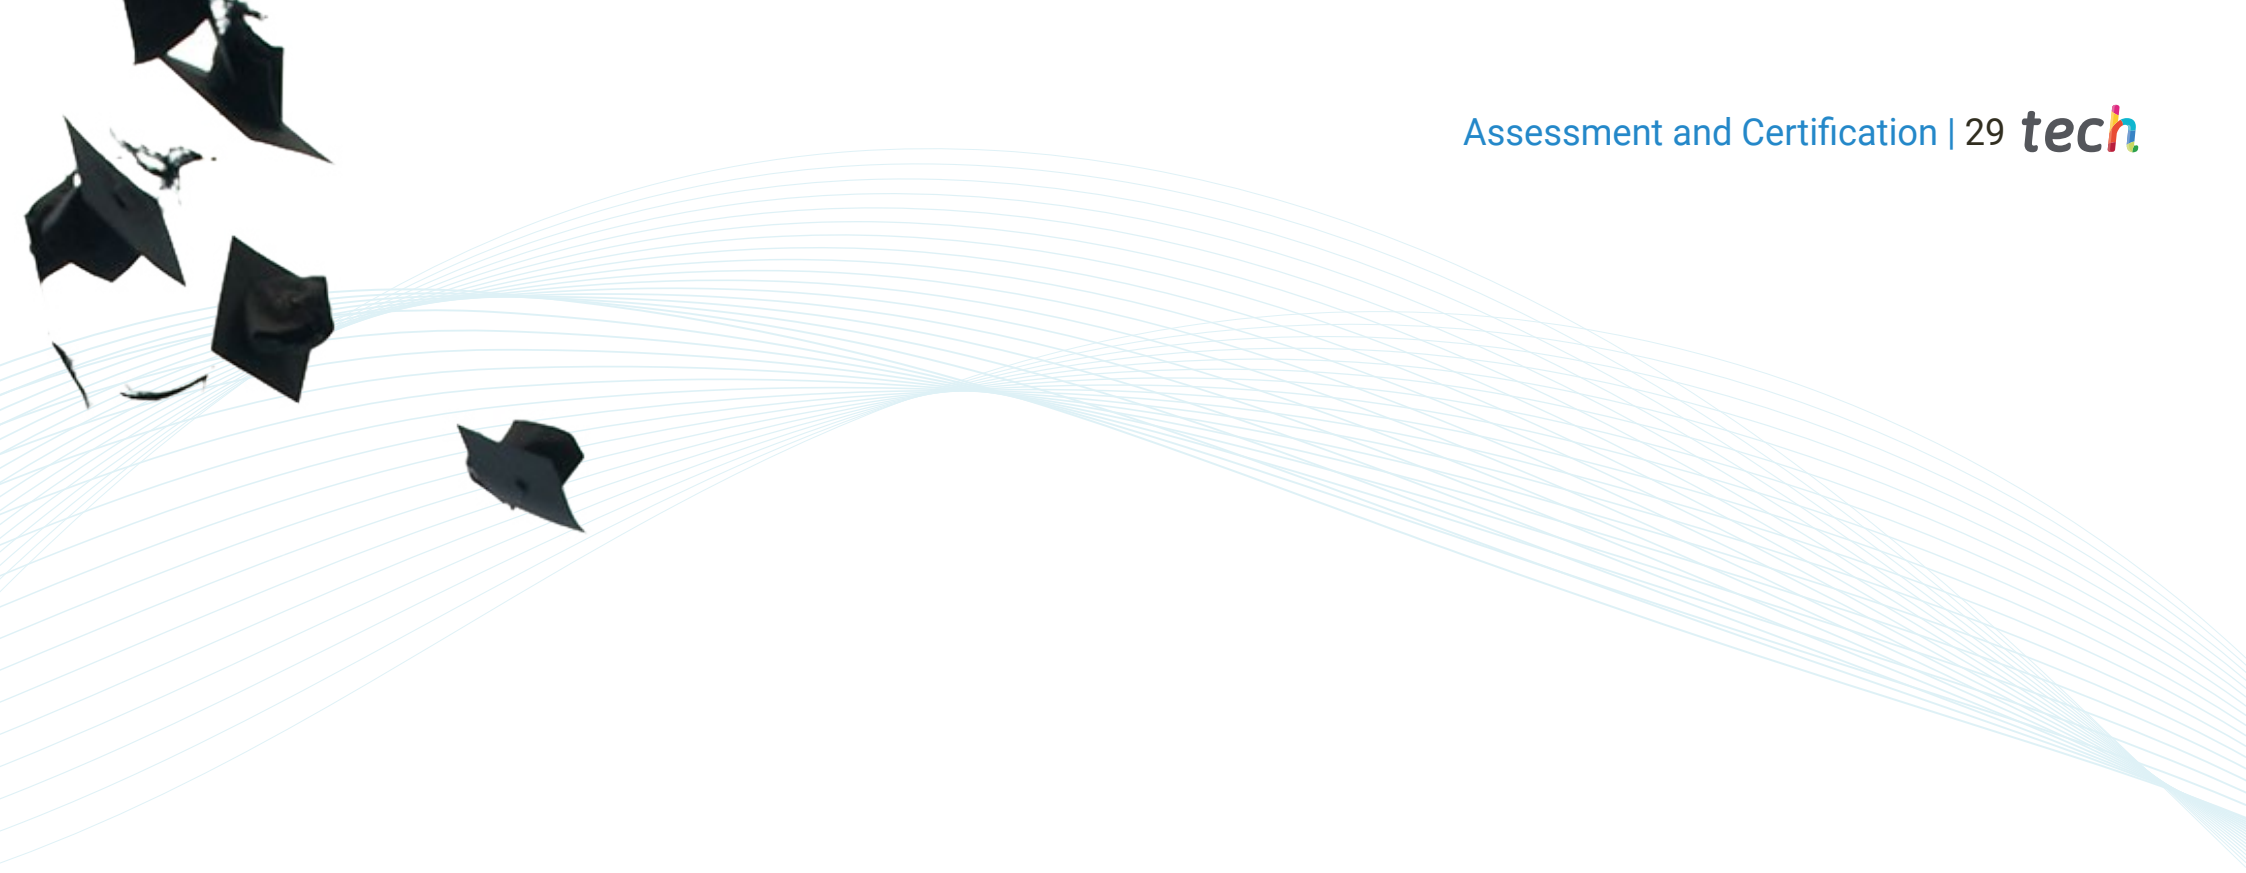 Assessment and Certification | 29 tech